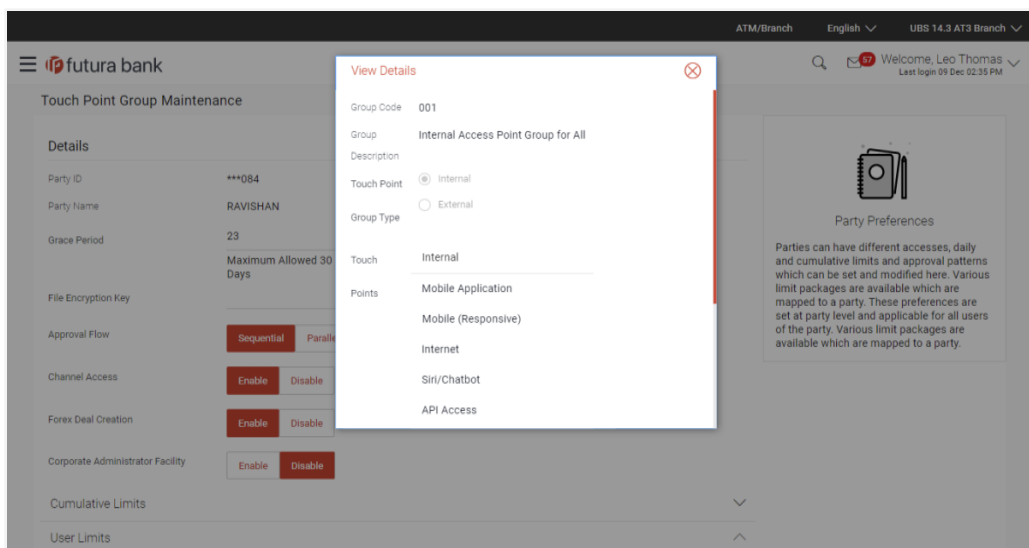 ATM/Branch English UBS 14.3 AT3 Branch
futura bank
57 Welcome, Leo Thomas
Last login 09 Dec 02:35 PM
Touch Point Group Maintenance
Details
Party ID ***084
Party Name RAVISHAN
Grace Period 23
Maximum Allowed 30
Days
File Encryption Key
Approval Flow Sequential Paralle
Channel Access Enable Disable
Forex Deal Creation Enable Disable
Corporate Administrator Facility Enable Disable
Cumulative Limits
User Limits
View Details
Group Code 001
Group Internal Access Point Group for All
Description
Touch Point Internal
External
Group Type
Touch Internal
Points Mobile Application
Mobile (Responsive)
Internet
Siri/Chatbot
API Access
Party Preferences
Parties can have different accesses, daily
and cumulative limits and approval patterns
which can be set and modified here. Various
limit packages are available which are
mapped to a party. These preferences are
set at party level and applicable for all users
of the party. Various limit packages are
available which are mapped to a party.